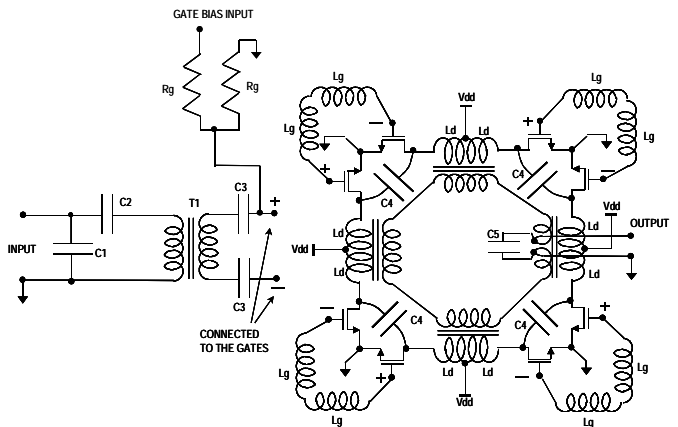 GATE BIAS INPUT
Rg
Rg
C3
+
C2
T1
INPUT
C1
C3
−
CONNECTED
TO THE GATES
Lg
Lg
−
+
C4
Vdd
Ld
Ld
Lg
Lg
+
−
C4
Vdd
Ld
Ld
Vdd
Ld
Ld
C5
OUTPUT
−
+
C4
Lg
Lg
Ld
Ld
Vdd
C4
+
−
Lg
Lg